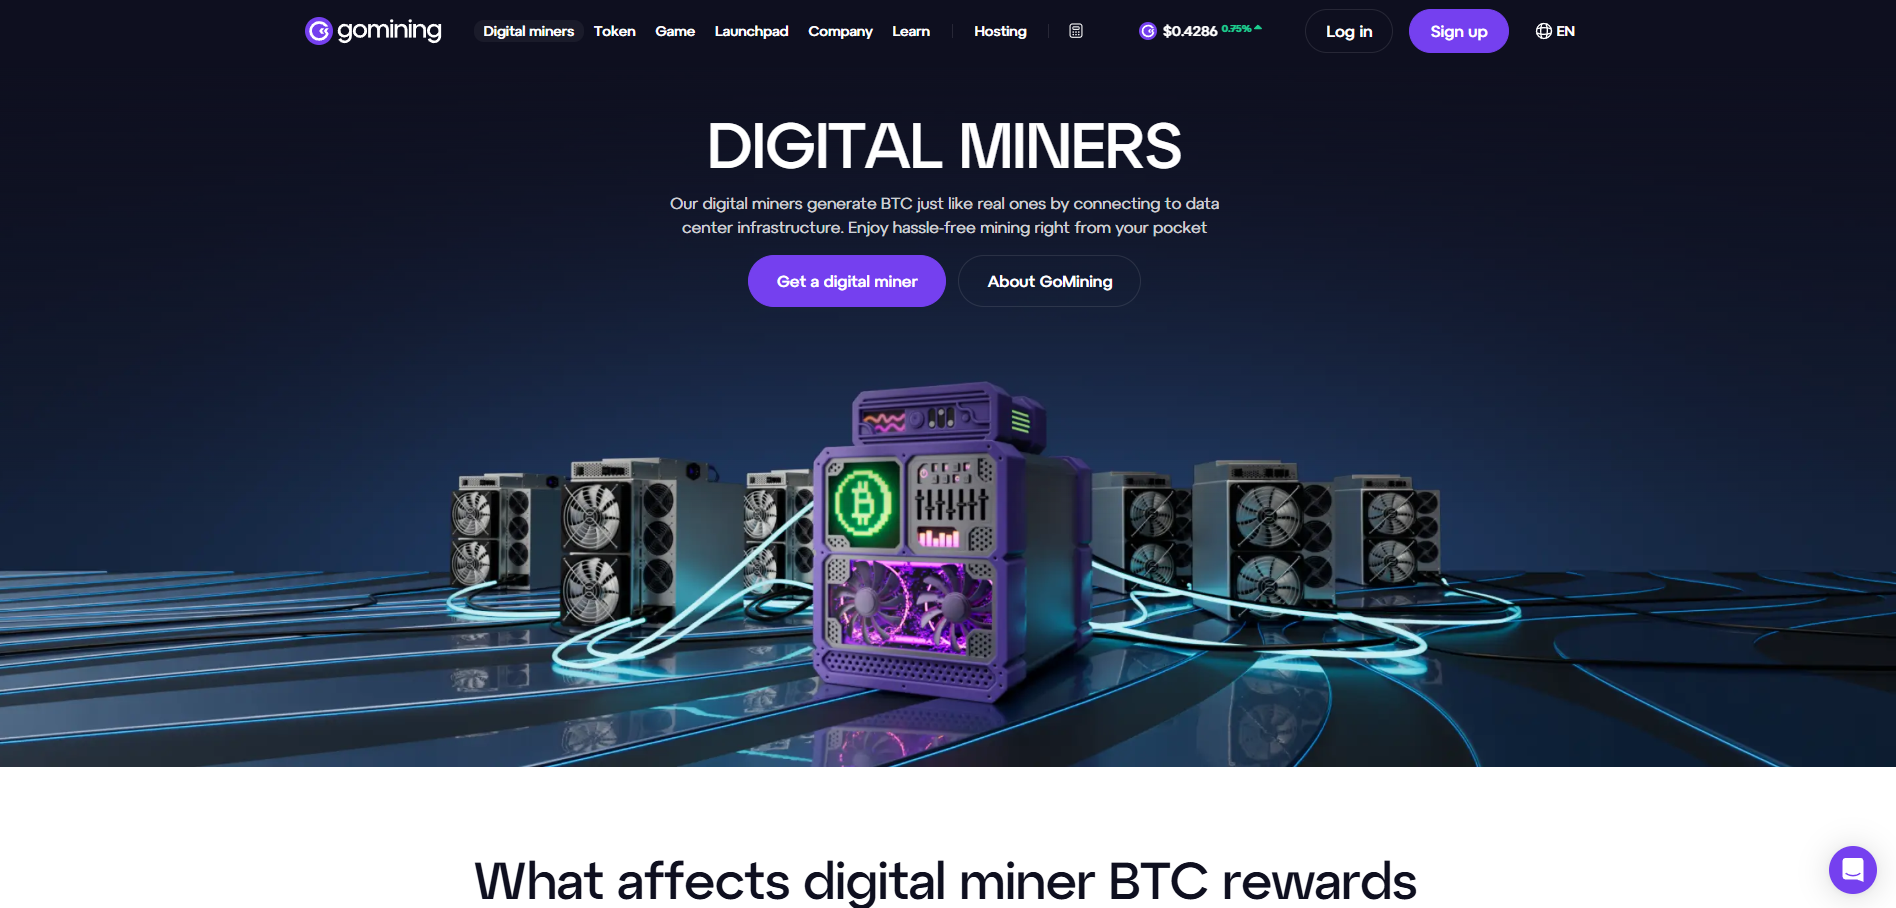 gomining
Digital miners Token Game Launchpad Company Learn Hosting $0.4286 0.75% Log in Sign up EN
DIGITAL MINERS
Our digital miners generate BTC just like real ones by connecting to data
center infrastructure. Enjoy hassle-free mining right from your pocket
Get a digital miner About GoMining
What affects digital miner BTC rewards